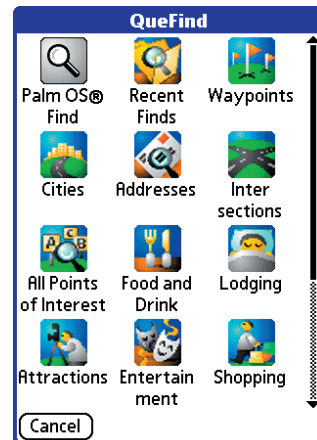 QueFind
Palm OS® Find
Recent Finds
Waypoints
Cities
Addresses
Inter sections
A B C
All Points of Interest
Food and Drink
Lodging
Attractions
Entertain ment
Shopping
Cancel